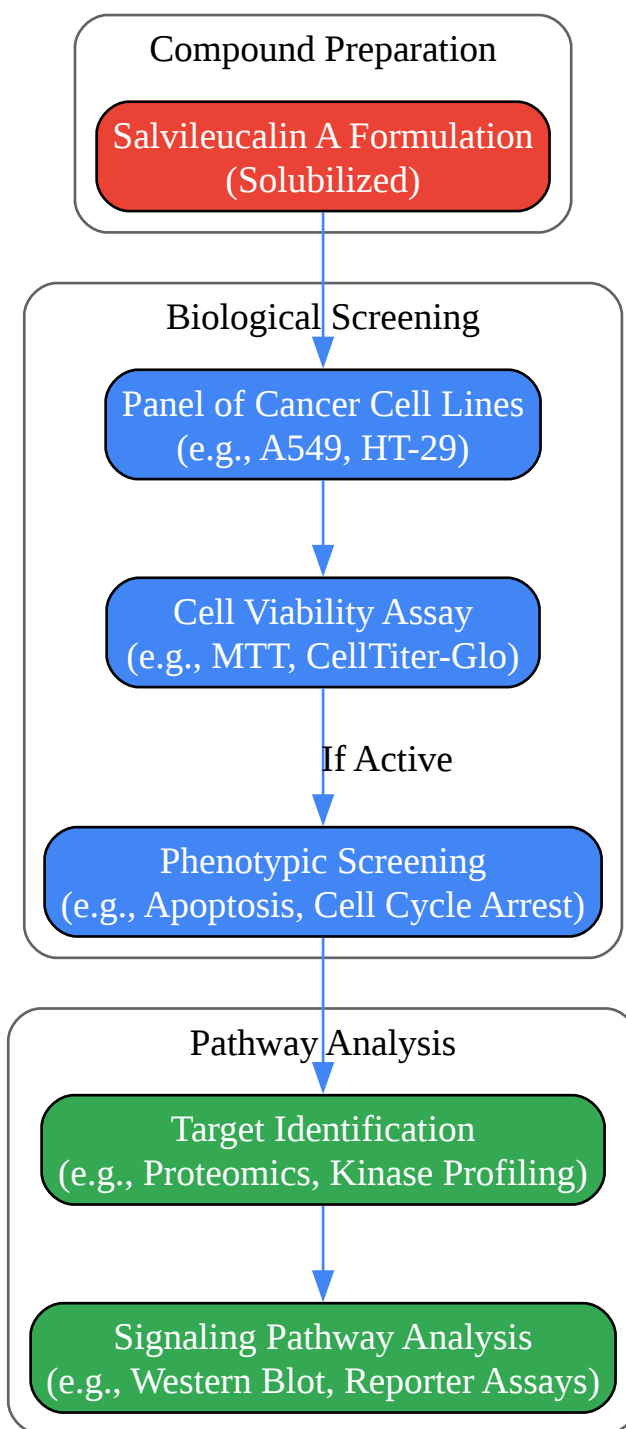 Compound Preparation
Salvileucalin A Formulation
(Solubilized)
Biological Screening
Panel of Cancer Cell Lines
(e.g., A549, HT-29)
Cell Viability Assay
(e.g., MTT, CellTiter-Glo)
If Active
Phenotypic Screening
(e.g., Apoptosis, Cell Cycle Arrest)
Pathway Analysis
Target Identification
(e.g., Proteomics, Kinase Profiling)
Signaling Pathway Analysis
(e.g., Western Blot, Reporter Assays)